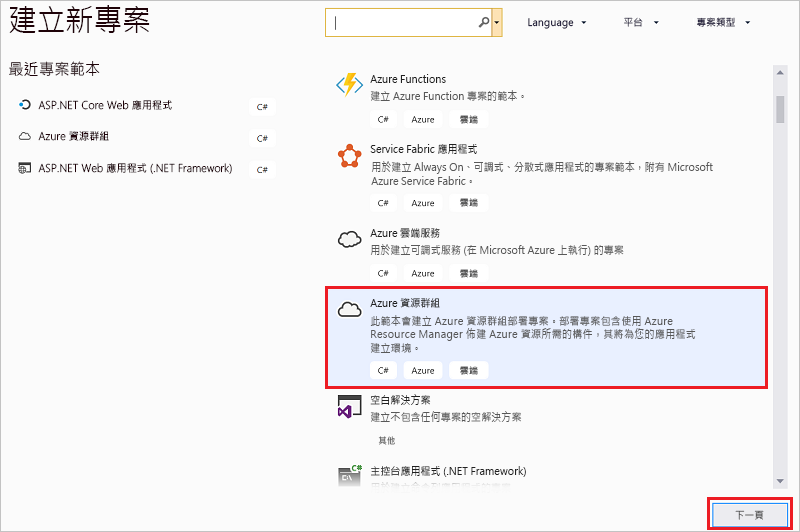 建立新專案
Language
平台
專案類型
最近專案範本
ASP.NET Core Web 應用程式
C#
Azure 資源群組
C#
ASP.NET Web 應用程式 (.NET Framework)
C#
Azure Functions
建立 Azure Function 專案的範本。
C# Azure 雲端
Service Fabric 應用程式
用於建立 Always On、可調式、分散式應用程式的專案範本，附有 Microsoft
Azure Service Fabric。
C# Azure 雲端
Azure 雲端服務
用於建立可調式服務 (在 Microsoft Azure 上執行) 的專案
C# Azure 雲端
Azure 資源群組
此範本會建立 Azure 資源群組部署專案。部署專案包含使用 Azure
Resource Manager 佈建 Azure 資源所需的構件，其將為您的應用程式
建立環境。
C# Azure 雲端
空白解決方案
建立不包含任何專案的空解決方案
其他
C#
主控台應用程式 (.NET Framework)
下一頁